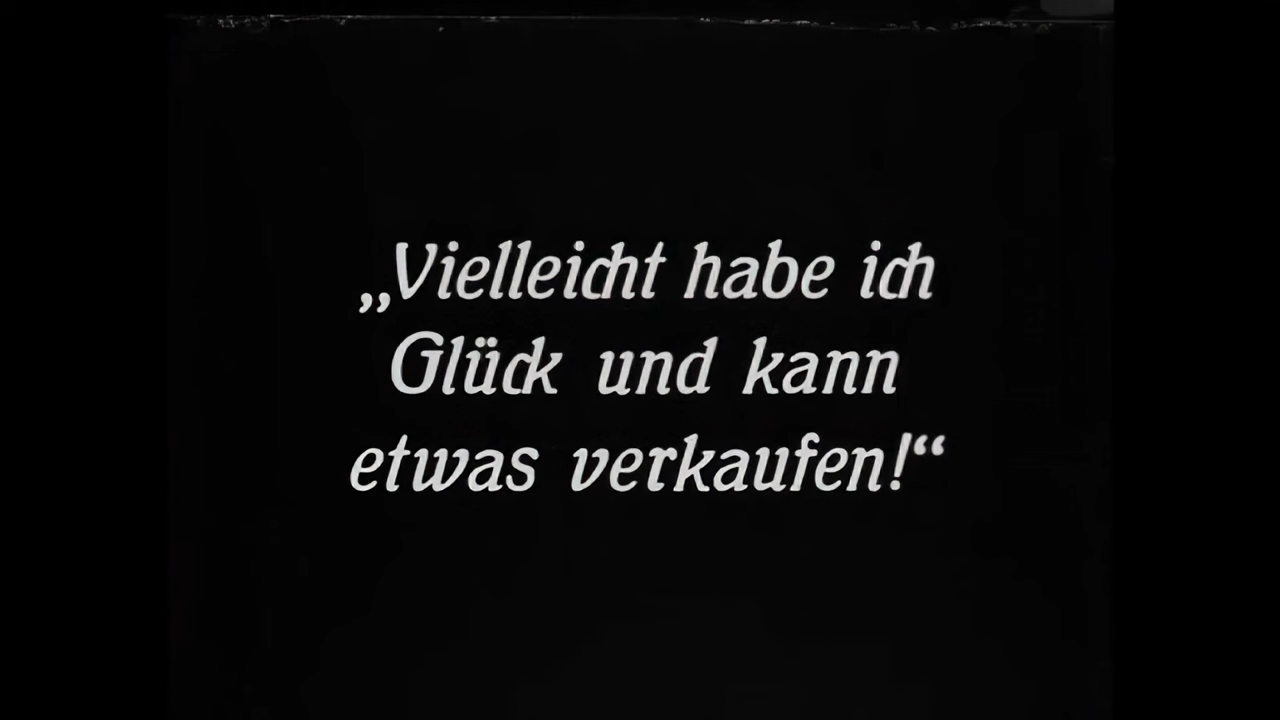 „Vielleicht habe ich
Glück und kann
etwas verkaufen!“